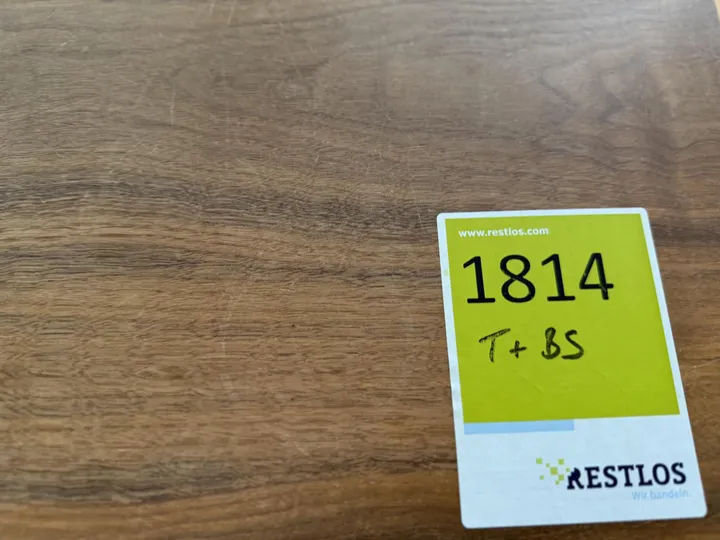 www.restlos.com
1814
T + BS
RESTLOS
Wir handeln.